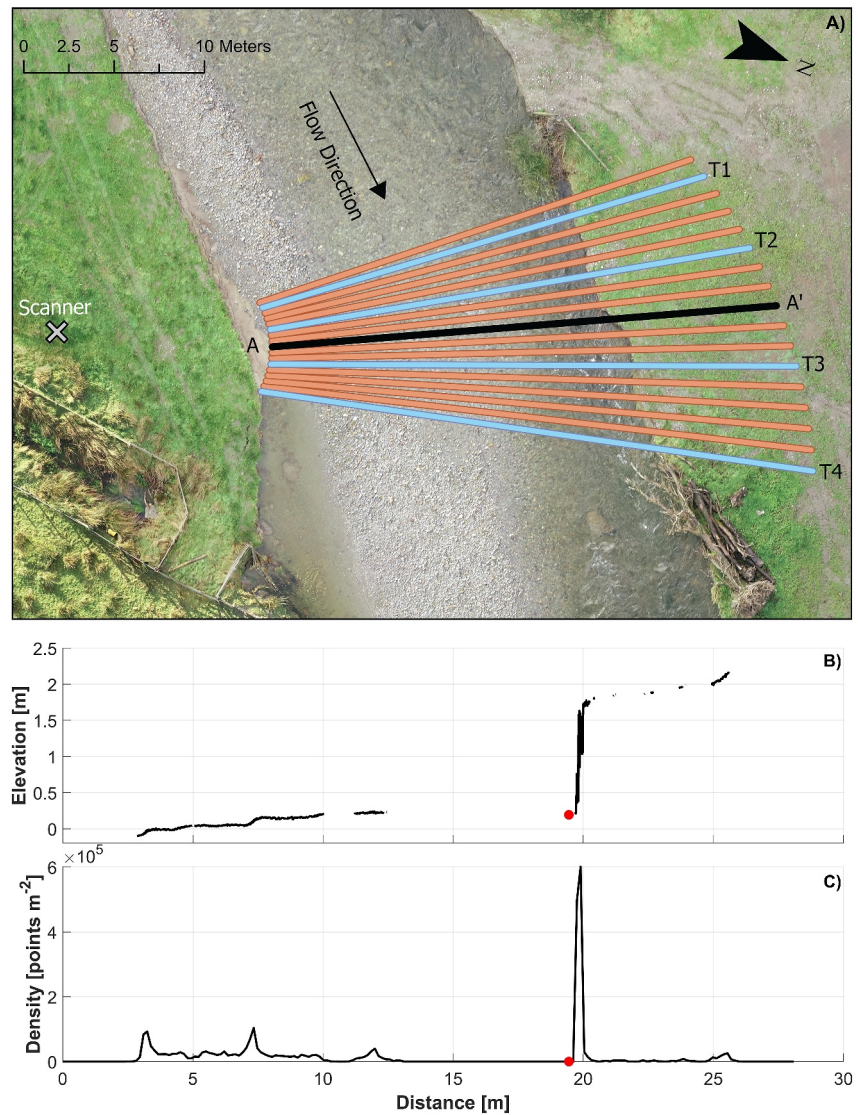 A)
0 2.5 5 10 Meters
N
Flow Direction
T1
T2
Scanner
A
A'
T3
T4
2.5
B)
2
1.5
1
0.5
0
Elevation [m]
×10⁵
6
C)
4
2
0
Density [points m⁻²]
0 5 10 15 20 25 30
Distance [m]